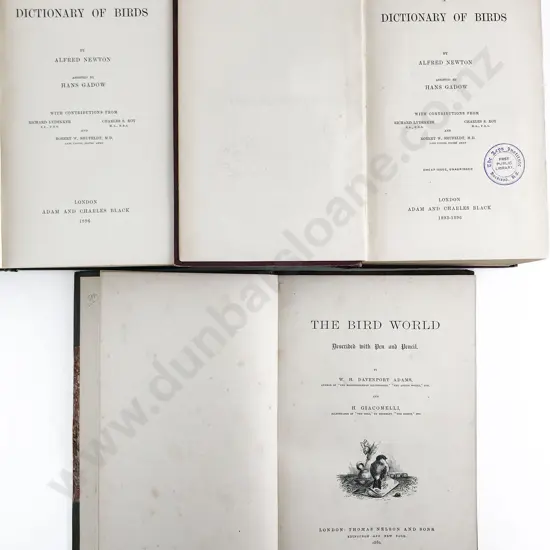 DICTIONARY OF BIRDS
BY
ALFRED NEWTON
ASSISTED BY
HANS GADOW
WITH CONTRIBUTIONS FROM
RICHARD LYDEKKER
CHARLES S. ROY
AND
ROBERT W. SHUFELDT, M.D.
LONDON
ADAM AND CHARLES BLACK
1896
DICTIONARY OF BIRDS
BY
ALFRED NEWTON
ASSISTED BY
HANS GADOW
WITH CONTRIBUTIONS FROM
RICHARD LYDEKKER
CHARLES S. ROY
AND
ROBERT W. SHUFELDT, M.D.
FREE
PUBLIC
LIBRARY
LONDON
ADAM AND CHARLES BLACK
1893-1896
THE BIRD WORLD
Described with Pen and Pencil.
BY
W. H. DAVENPORT ADAMS,
AND
H. GIACOMELLI,
LONDON: THOMAS NELSON AND SONS
EDINBURGH AND NEW YORK.
www.dunbarsloane.co.nz